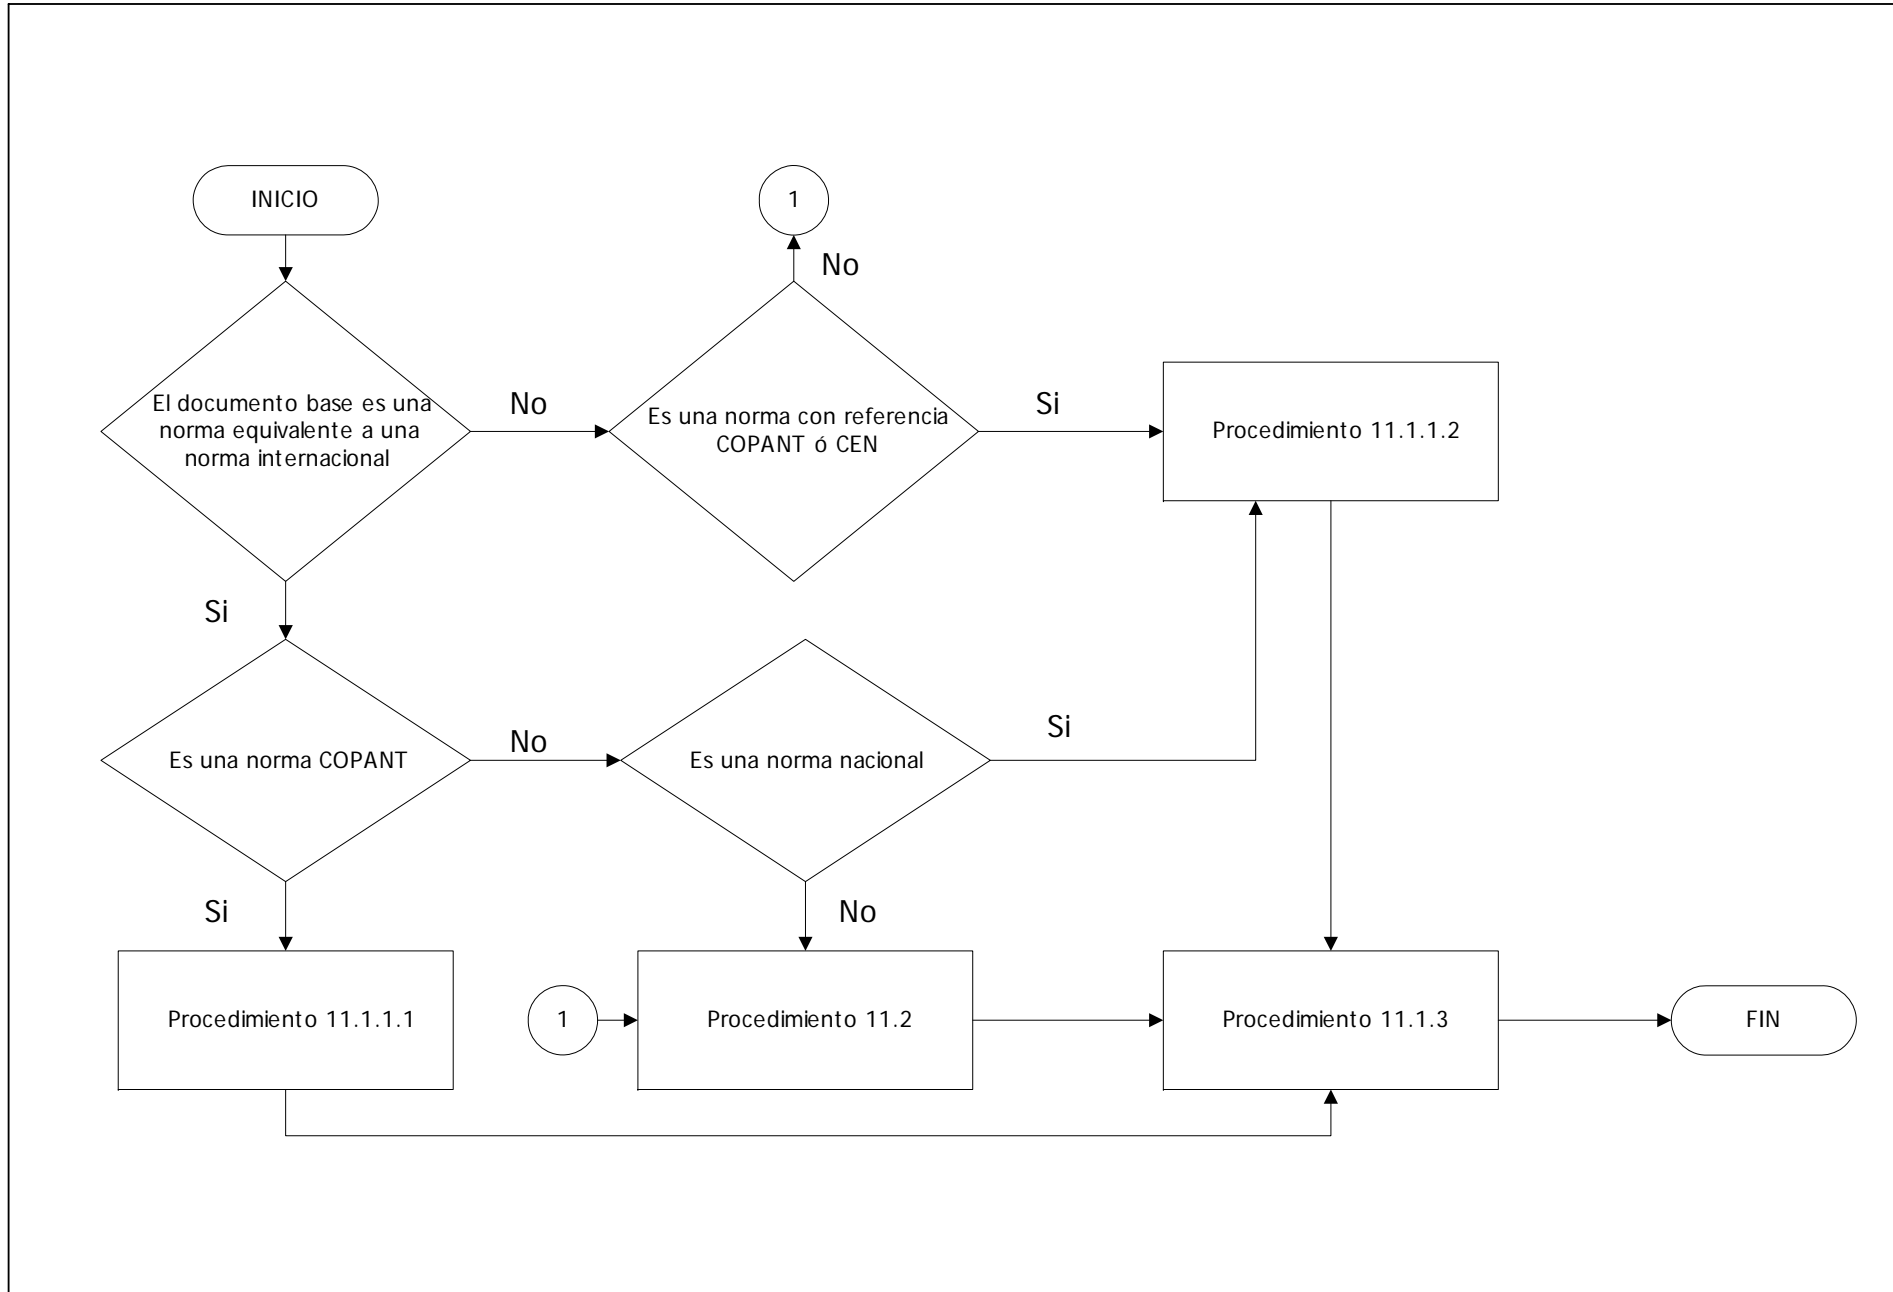 INICIO
1
No
El documento base es una
norma equivalente a una
norma internacional
No
Es una norma con referencia
COPANT ó CEN
Si
Procedimiento 11.1.1.2
Si
Es una norma COPANT
No
Es una norma nacional
Si
Si
No
Procedimiento 11.1.1.1
1
Procedimiento 11.2
Procedimiento 11.1.3
FIN